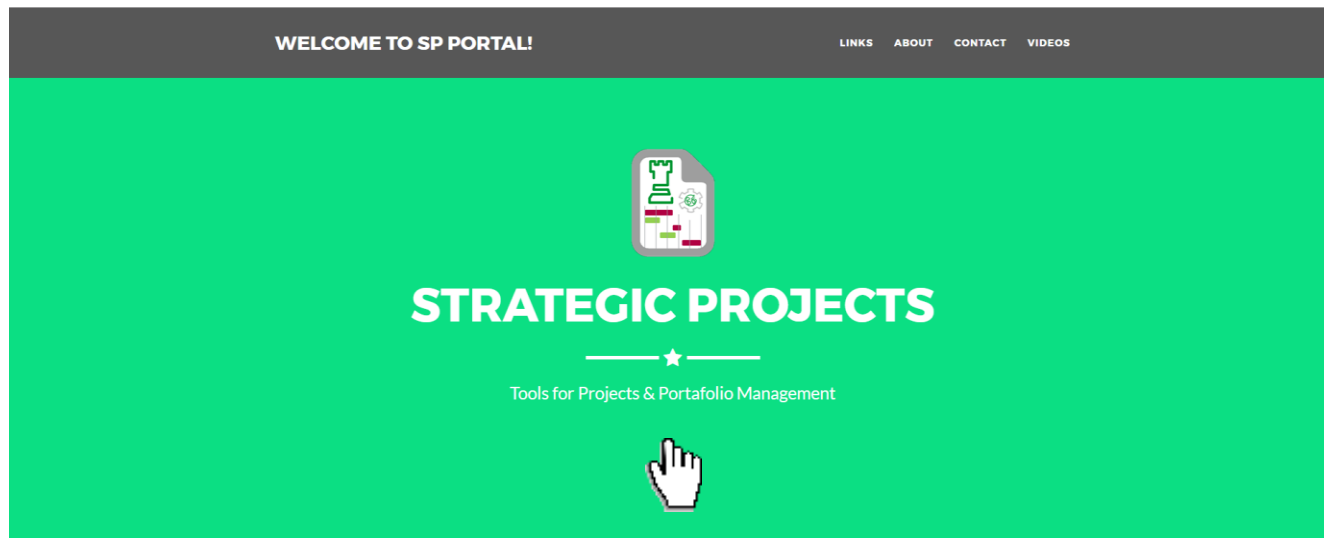 WELCOME TO SP PORTAL!
LINKS ABOUT CONTACT VIDEOS
STRATEGIC PROJECTS
Tools for Projects & Portafolio Management